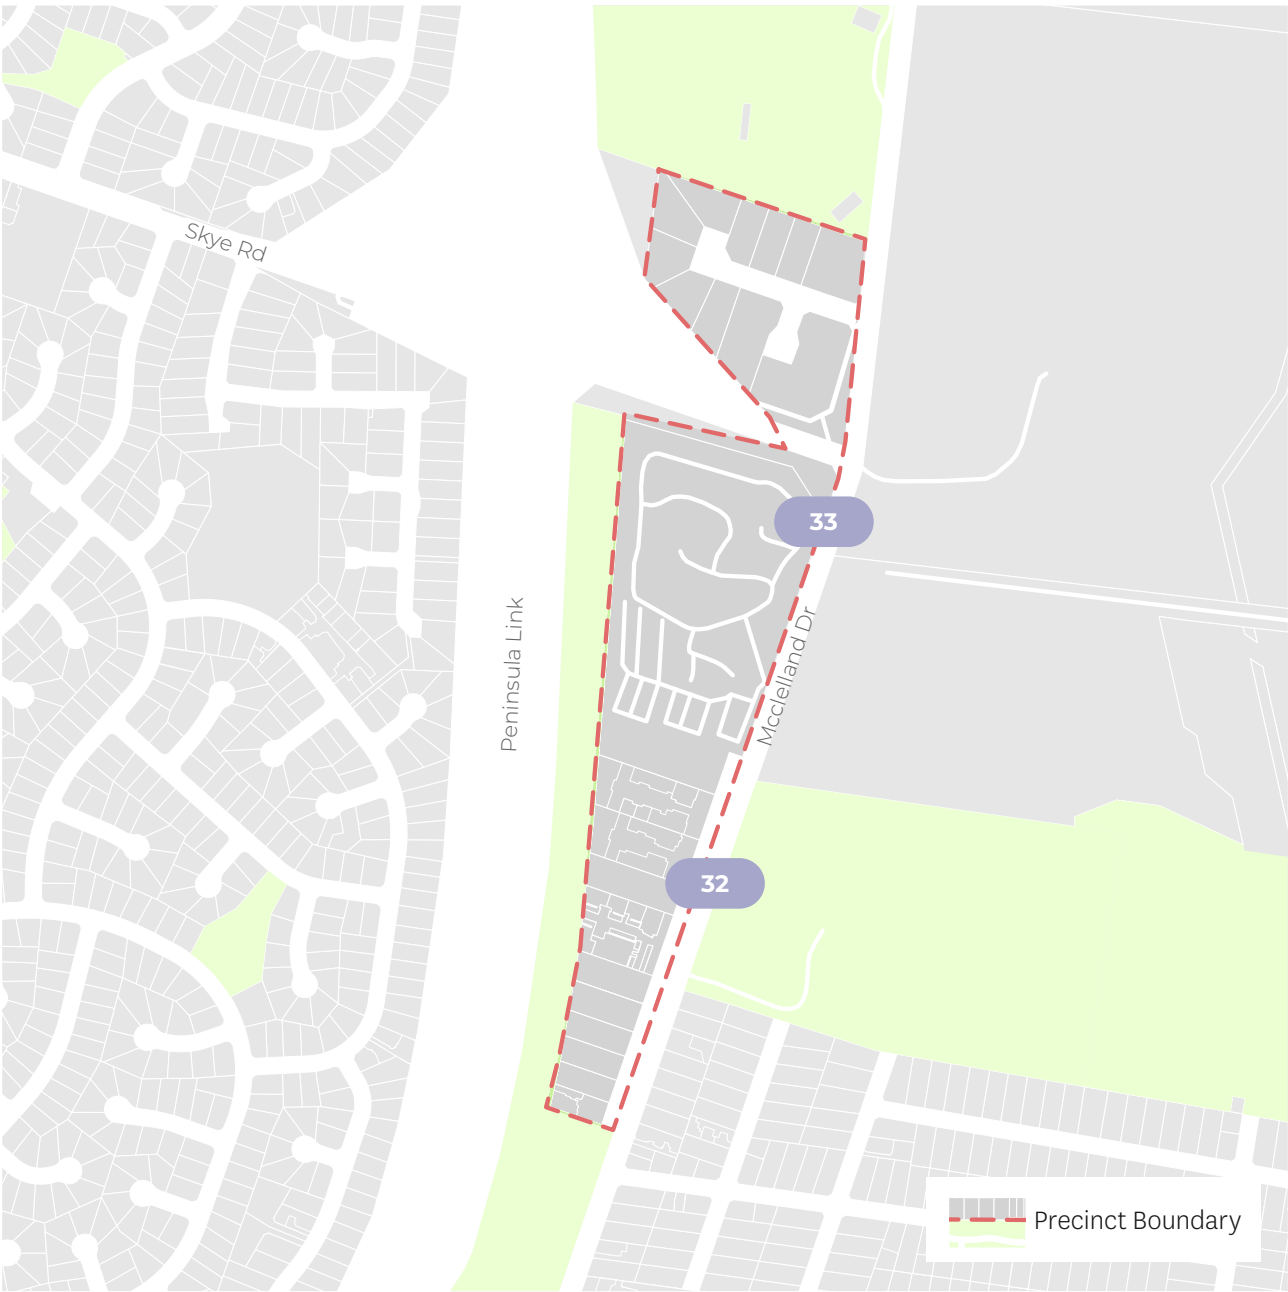 Skye Rd
33
Peninsula Link
Mcclelland Dr
32
Precinct Boundary